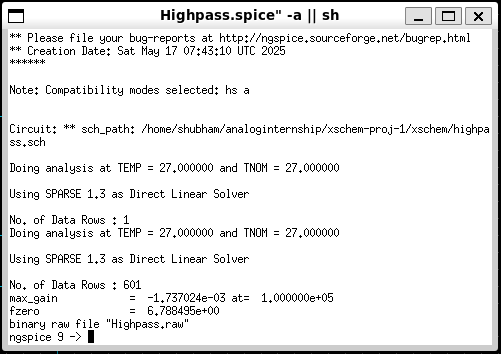 Highpass.spice" -a || sh
** Please file your bug-reports at http://ngspice.sourceforge.net/bugrep.html
** Creation Date: Sat May 17 07:43:10 UTC 2025
******
Note: Compatibility modes selected: hs a
Circuit: ** sch_path: /home/shubham/analoginternship/xschem-proj-1/xschem/highpa
ss.sch
Doing analysis at TEMP = 27.000000 and TNOM = 27.000000
Using SPARSE 1.3 as Direct Linear Solver
No. of Data Rows : 1
Doing analysis at TEMP = 27.000000 and TNOM = 27.000000
Using SPARSE 1.3 as Direct Linear Solver
No. of Data Rows : 601
max_gain            =  -1.737024e-03 at=  1.000000e+05
fzero               =  6.788495e+00
binary raw file "Highpass.raw"
ngspice 9 ->